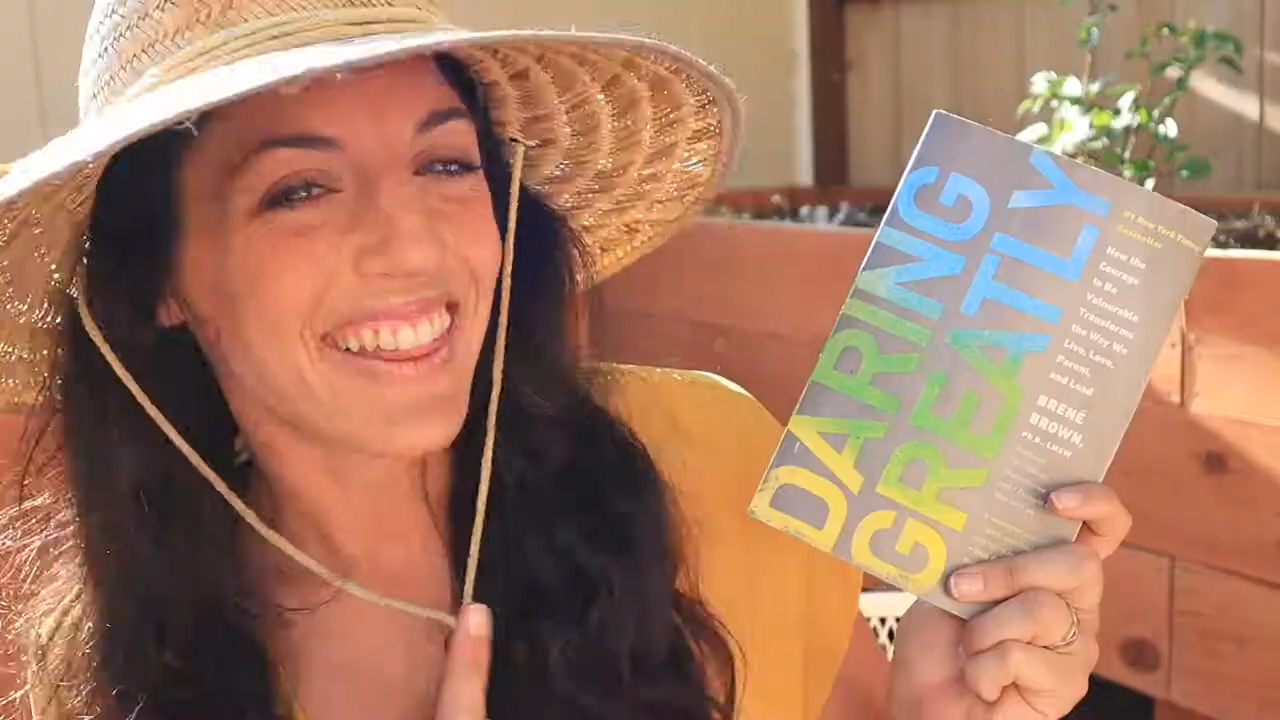 DARING
GREATLY
#1 New York Times
Bestseller
How the
Courage
to Be
Vulnerable
Transforms
the Way We
Live, Love,
Parent,
and Lead
BRENÉ
BROWN,
Ph.D., LMSW